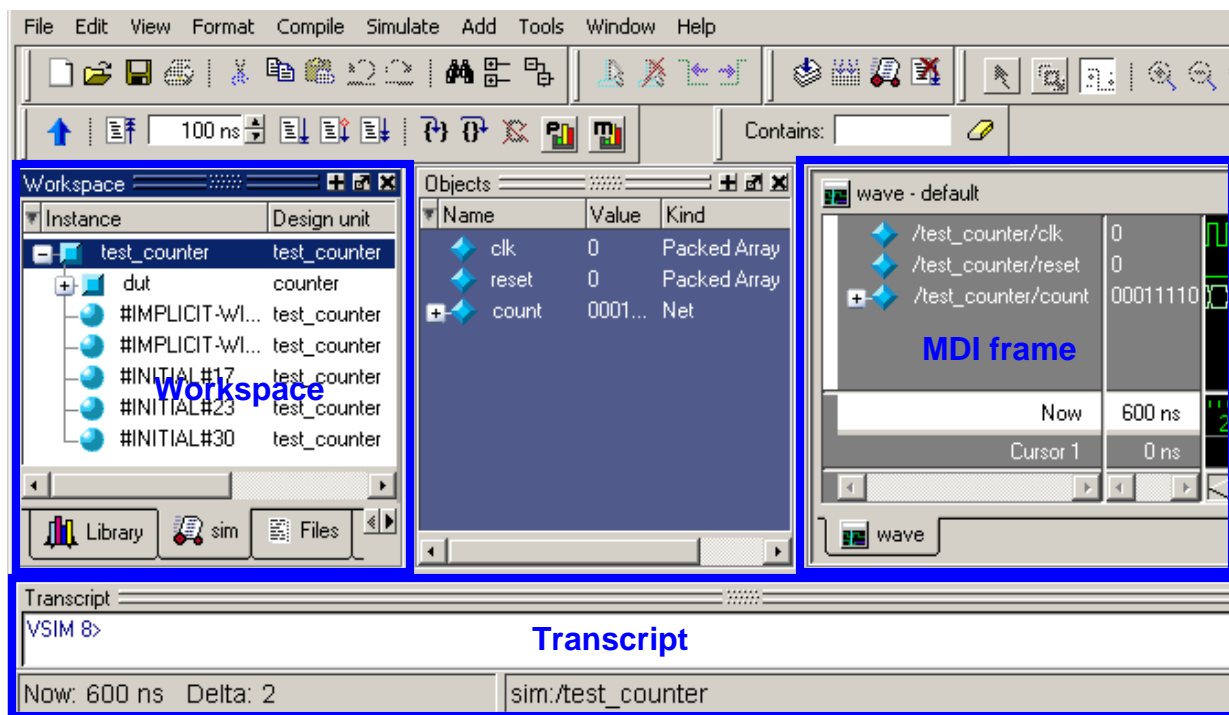 File Edit View Format Compile Simulate Add Tools Window Help
100 ns Contains:
Workspace
Instance Design unit
test_counter test_counter
dut counter
#IMPLICIT-WI... test_counter
#IMPLICIT-WI... test_counter
#INITIAL#17 test_counter
#INITIAL#23 test_counter
#INITIAL#30 test_counter
Workspace
Library sim Files
Objects
Name Value Kind
clk 0 Packed Array
reset 0 Packed Array
count 0001... Net
wave - default
/test_counter/clk 0
/test_counter/reset 0
/test_counter/count 00011110
MDI frame
Now 600 ns
2
Cursor 1 0 ns
wave
Transcript
VSIM 8>
Transcript
Now: 600 ns Delta: 2 sim:/test_counter